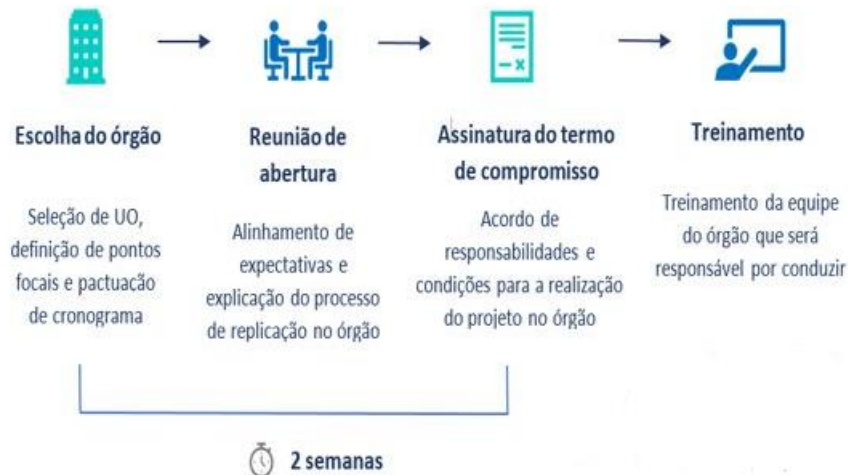 Escolha do órgão
Seleção de UO,
definição de pontos
focais e pactuacão
de cronograma
Reunião de
abertura
Alinhamento de
expectativas e
explicação do processo
de replicação no órgão
Assinatura do termo
de compromisso
Acordo de
responsabilidades e
condições para a realização
do projeto no órgão
Treinamento
Treinamento da equipe
do órgão que será
responsável por conduzir
2 semanas